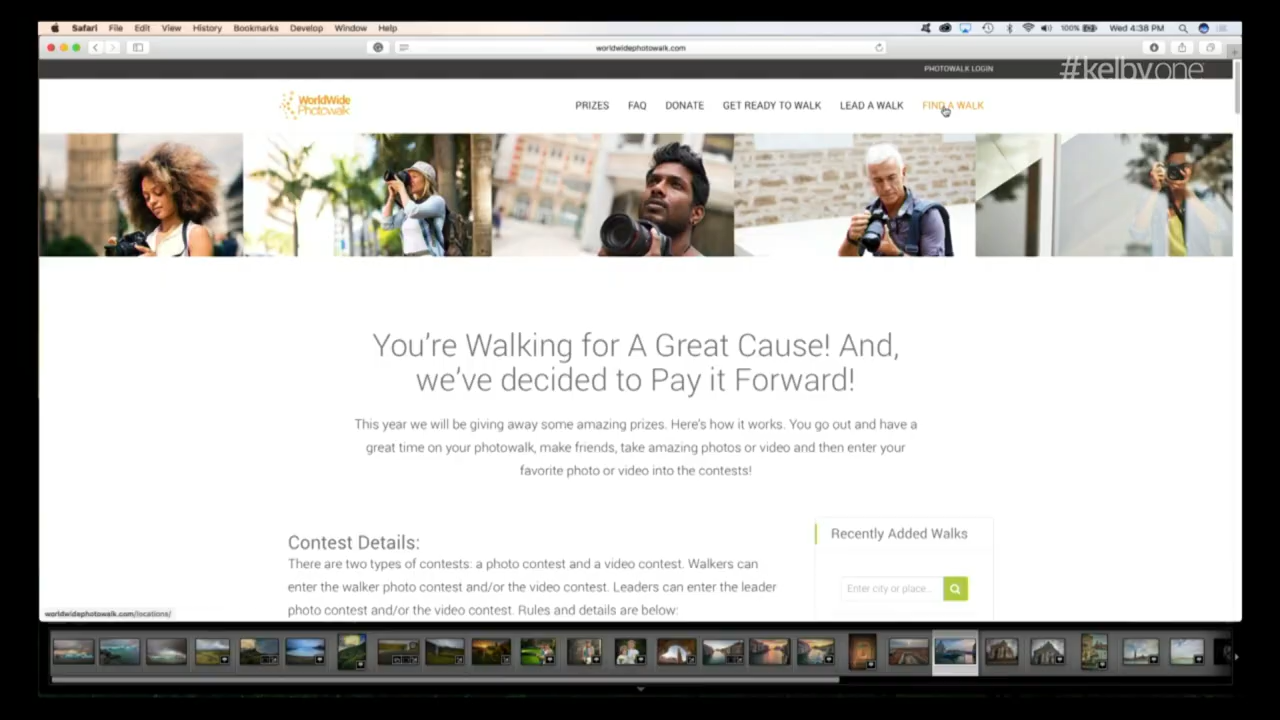 Safari File Edit View History Bookmarks Develop Window Help 100% Wed 4:38 PM
worldwidephotowalk.com
PHOTOWALK LOGIN
#kelbyone
WorldWide
Photowalk
PRIZES FAQ DONATE GET READY TO WALK LEAD A WALK FIND A WALK
You're Walking for A Great Cause! And,
we've decided to Pay it Forward!
This year we will be giving away some amazing prizes. Here's how it works. You go out and have a
great time on your photowalk, make friends, take amazing photos or video and then enter your
favorite photo or video into the contests!
Contest Details:
There are two types of contests: a photo contest and a video contest. Walkers can
enter the walker photo contest and/or the video contest. Leaders can enter the leader
photo contest and/or the video contest. Rules and details are below:
Recently Added Walks
Enter city or place..
worldwidephotowalk.com/locations/